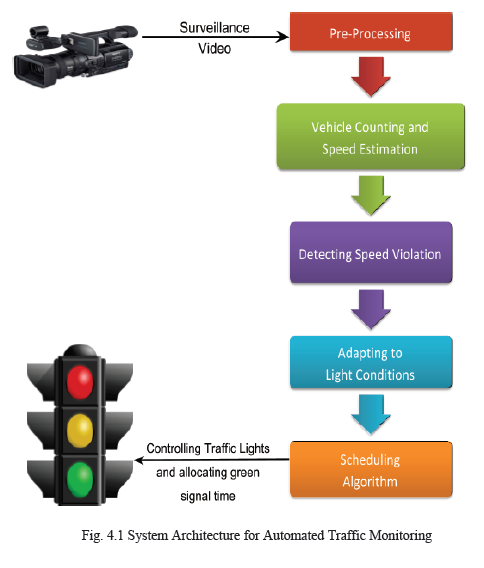 Surveillance
Video
Pre-Processing
Vehicle Counting and
Speed Estimation
Detecting Speed Violation
Adapting to
Light Conditions
Controlling Traffic Lights
and allocating green
signal time
Scheduling
Algorithm
Fig. 4.1 System Architecture for Automated Traffic Monitoring